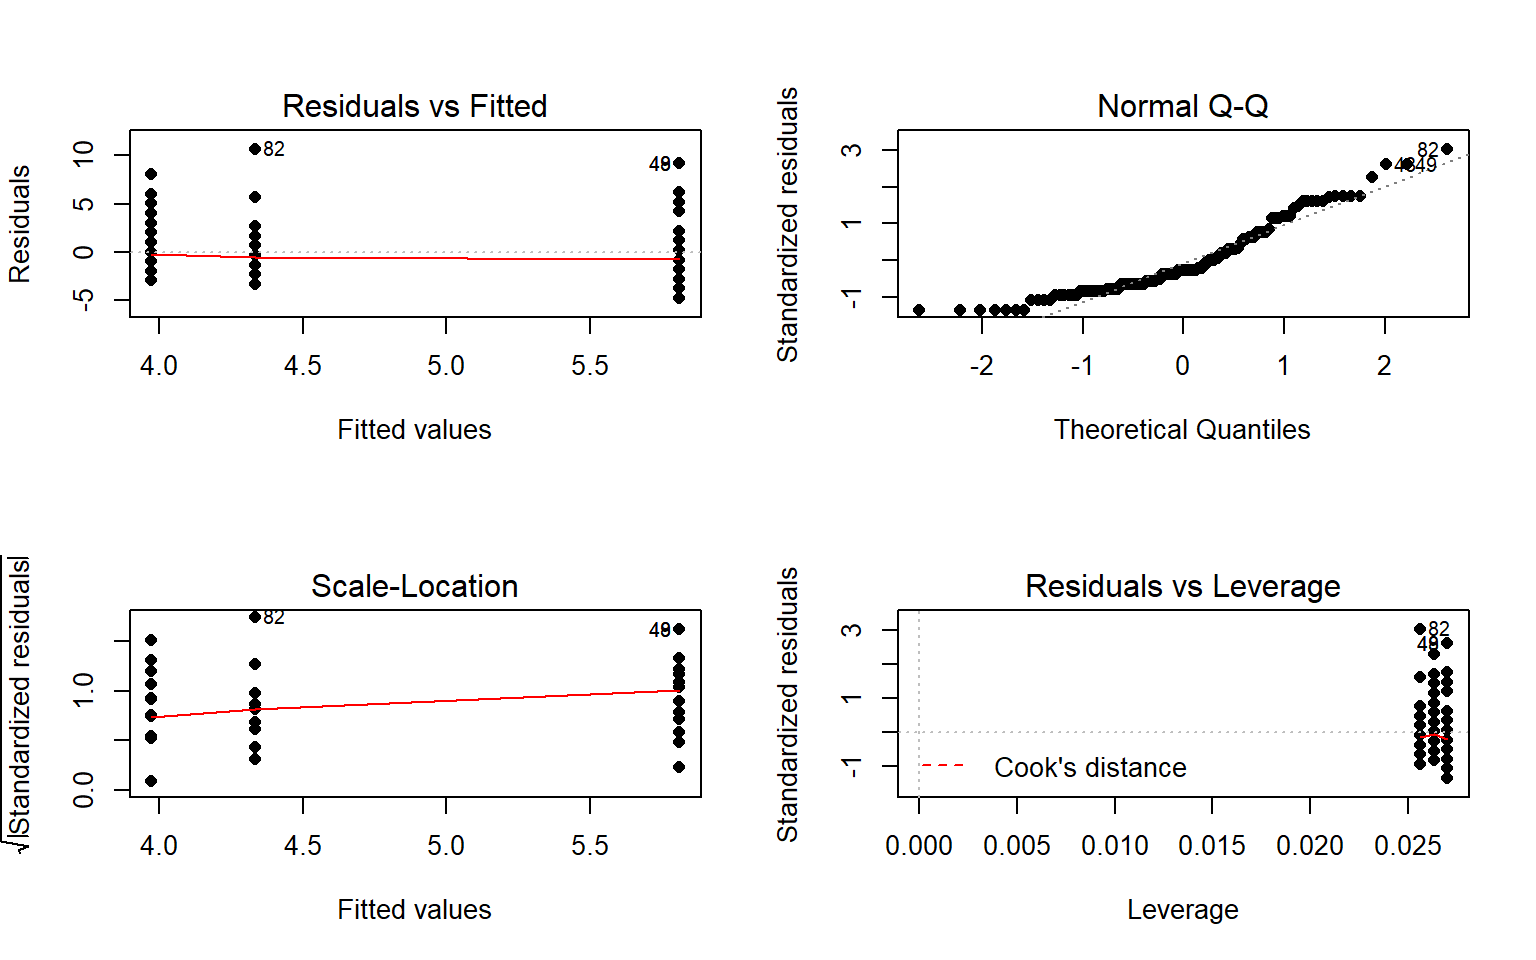 Residuals vs Fitted
Residuals
10
5
0
-5
82
49
4.0 4.5 5.0 5.5
Fitted values
Normal Q-Q
Standardized residuals
3
1
-1
82
4849
-2 -1 0 1 2
Theoretical Quantiles
Scale-Location
√|Standardized residuals|
1.0
0.0
82
4.0 4.5 5.0 5.5
Fitted values
Residuals vs Leverage
Standardized residuals
3
1
-1
82
Cook's distance
0.000 0.005 0.010 0.015 0.020 0.025
Leverage